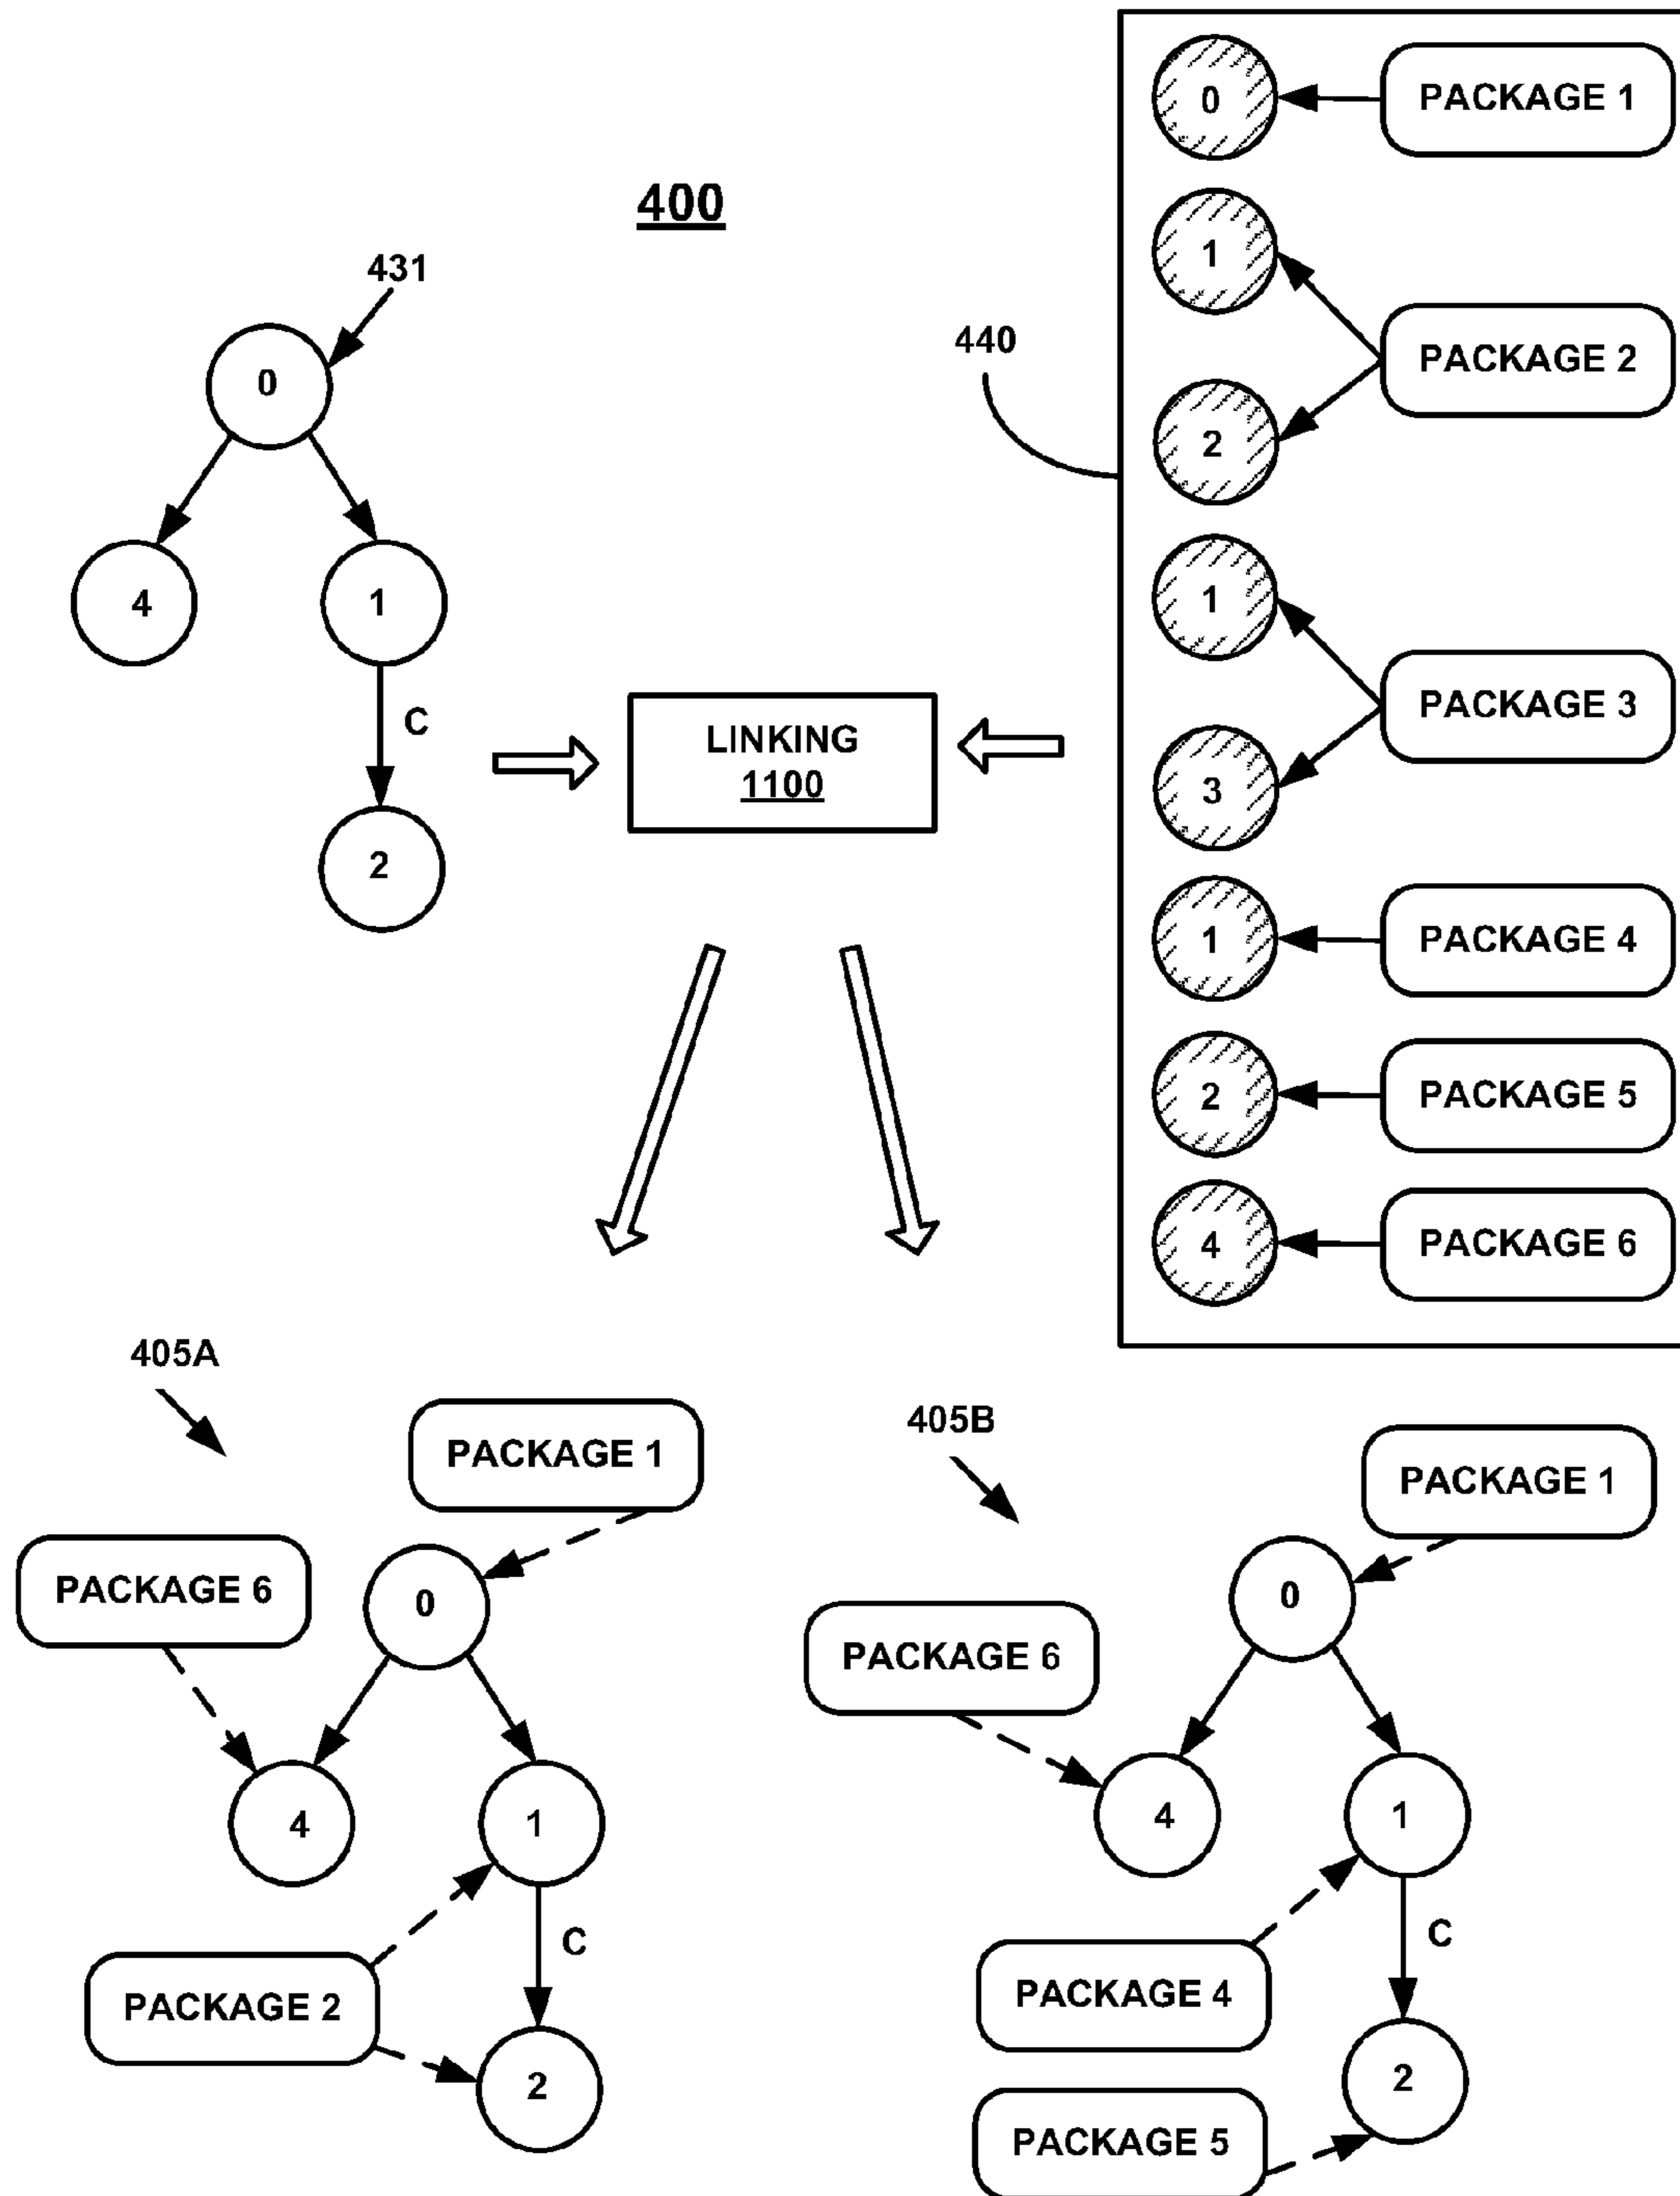 400
431
0
4
1
C
2
LINKING
1100
440
0
PACKAGE 1
1
PACKAGE 2
2
1
PACKAGE 3
3
1
PACKAGE 4
2
PACKAGE 5
4
PACKAGE 6
405A
PACKAGE 1
PACKAGE 6
0
4
1
C
PACKAGE 2
2
405B
PACKAGE 1
0
PACKAGE 6
4
1
C
PACKAGE 4
2
PACKAGE 5